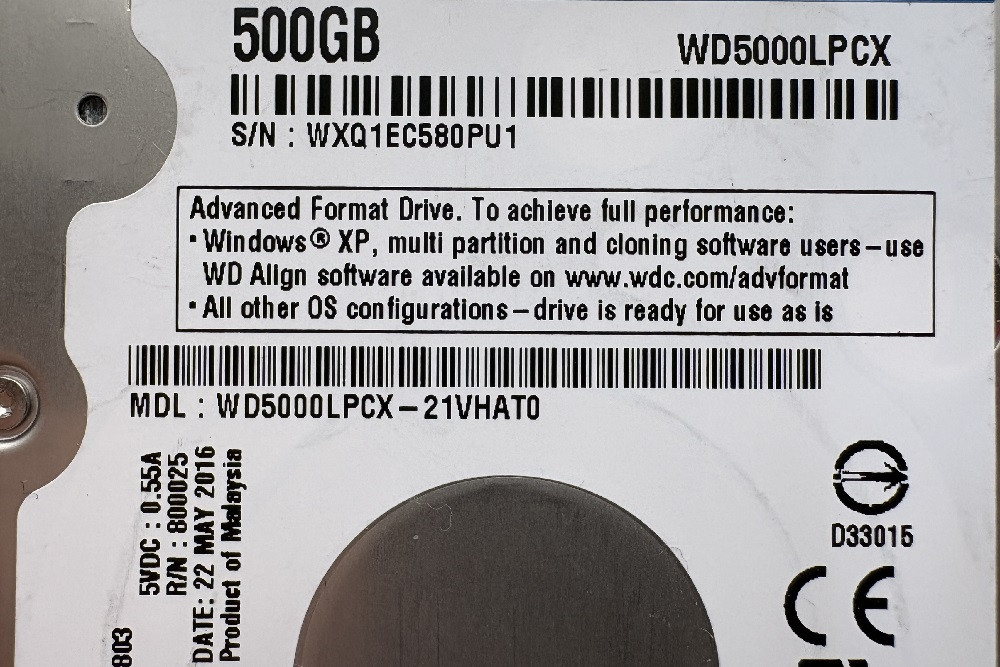 500GB
WD5000LPCX
S/N : WXQ1EC580PU1
Advanced Format Drive. To achieve full performance:
• Windows® XP, multi partition and cloning software users – use
WD Align software available on www.wdc.com/advformat
• All other OS configurations – drive is ready for use as is
MDL : WD5000LPCX – 21VHAT0
5VDC : 0.55A
R/N : 800025
DATE: 22 MAY 2016
Product of Malaysia
803
D33015
CE